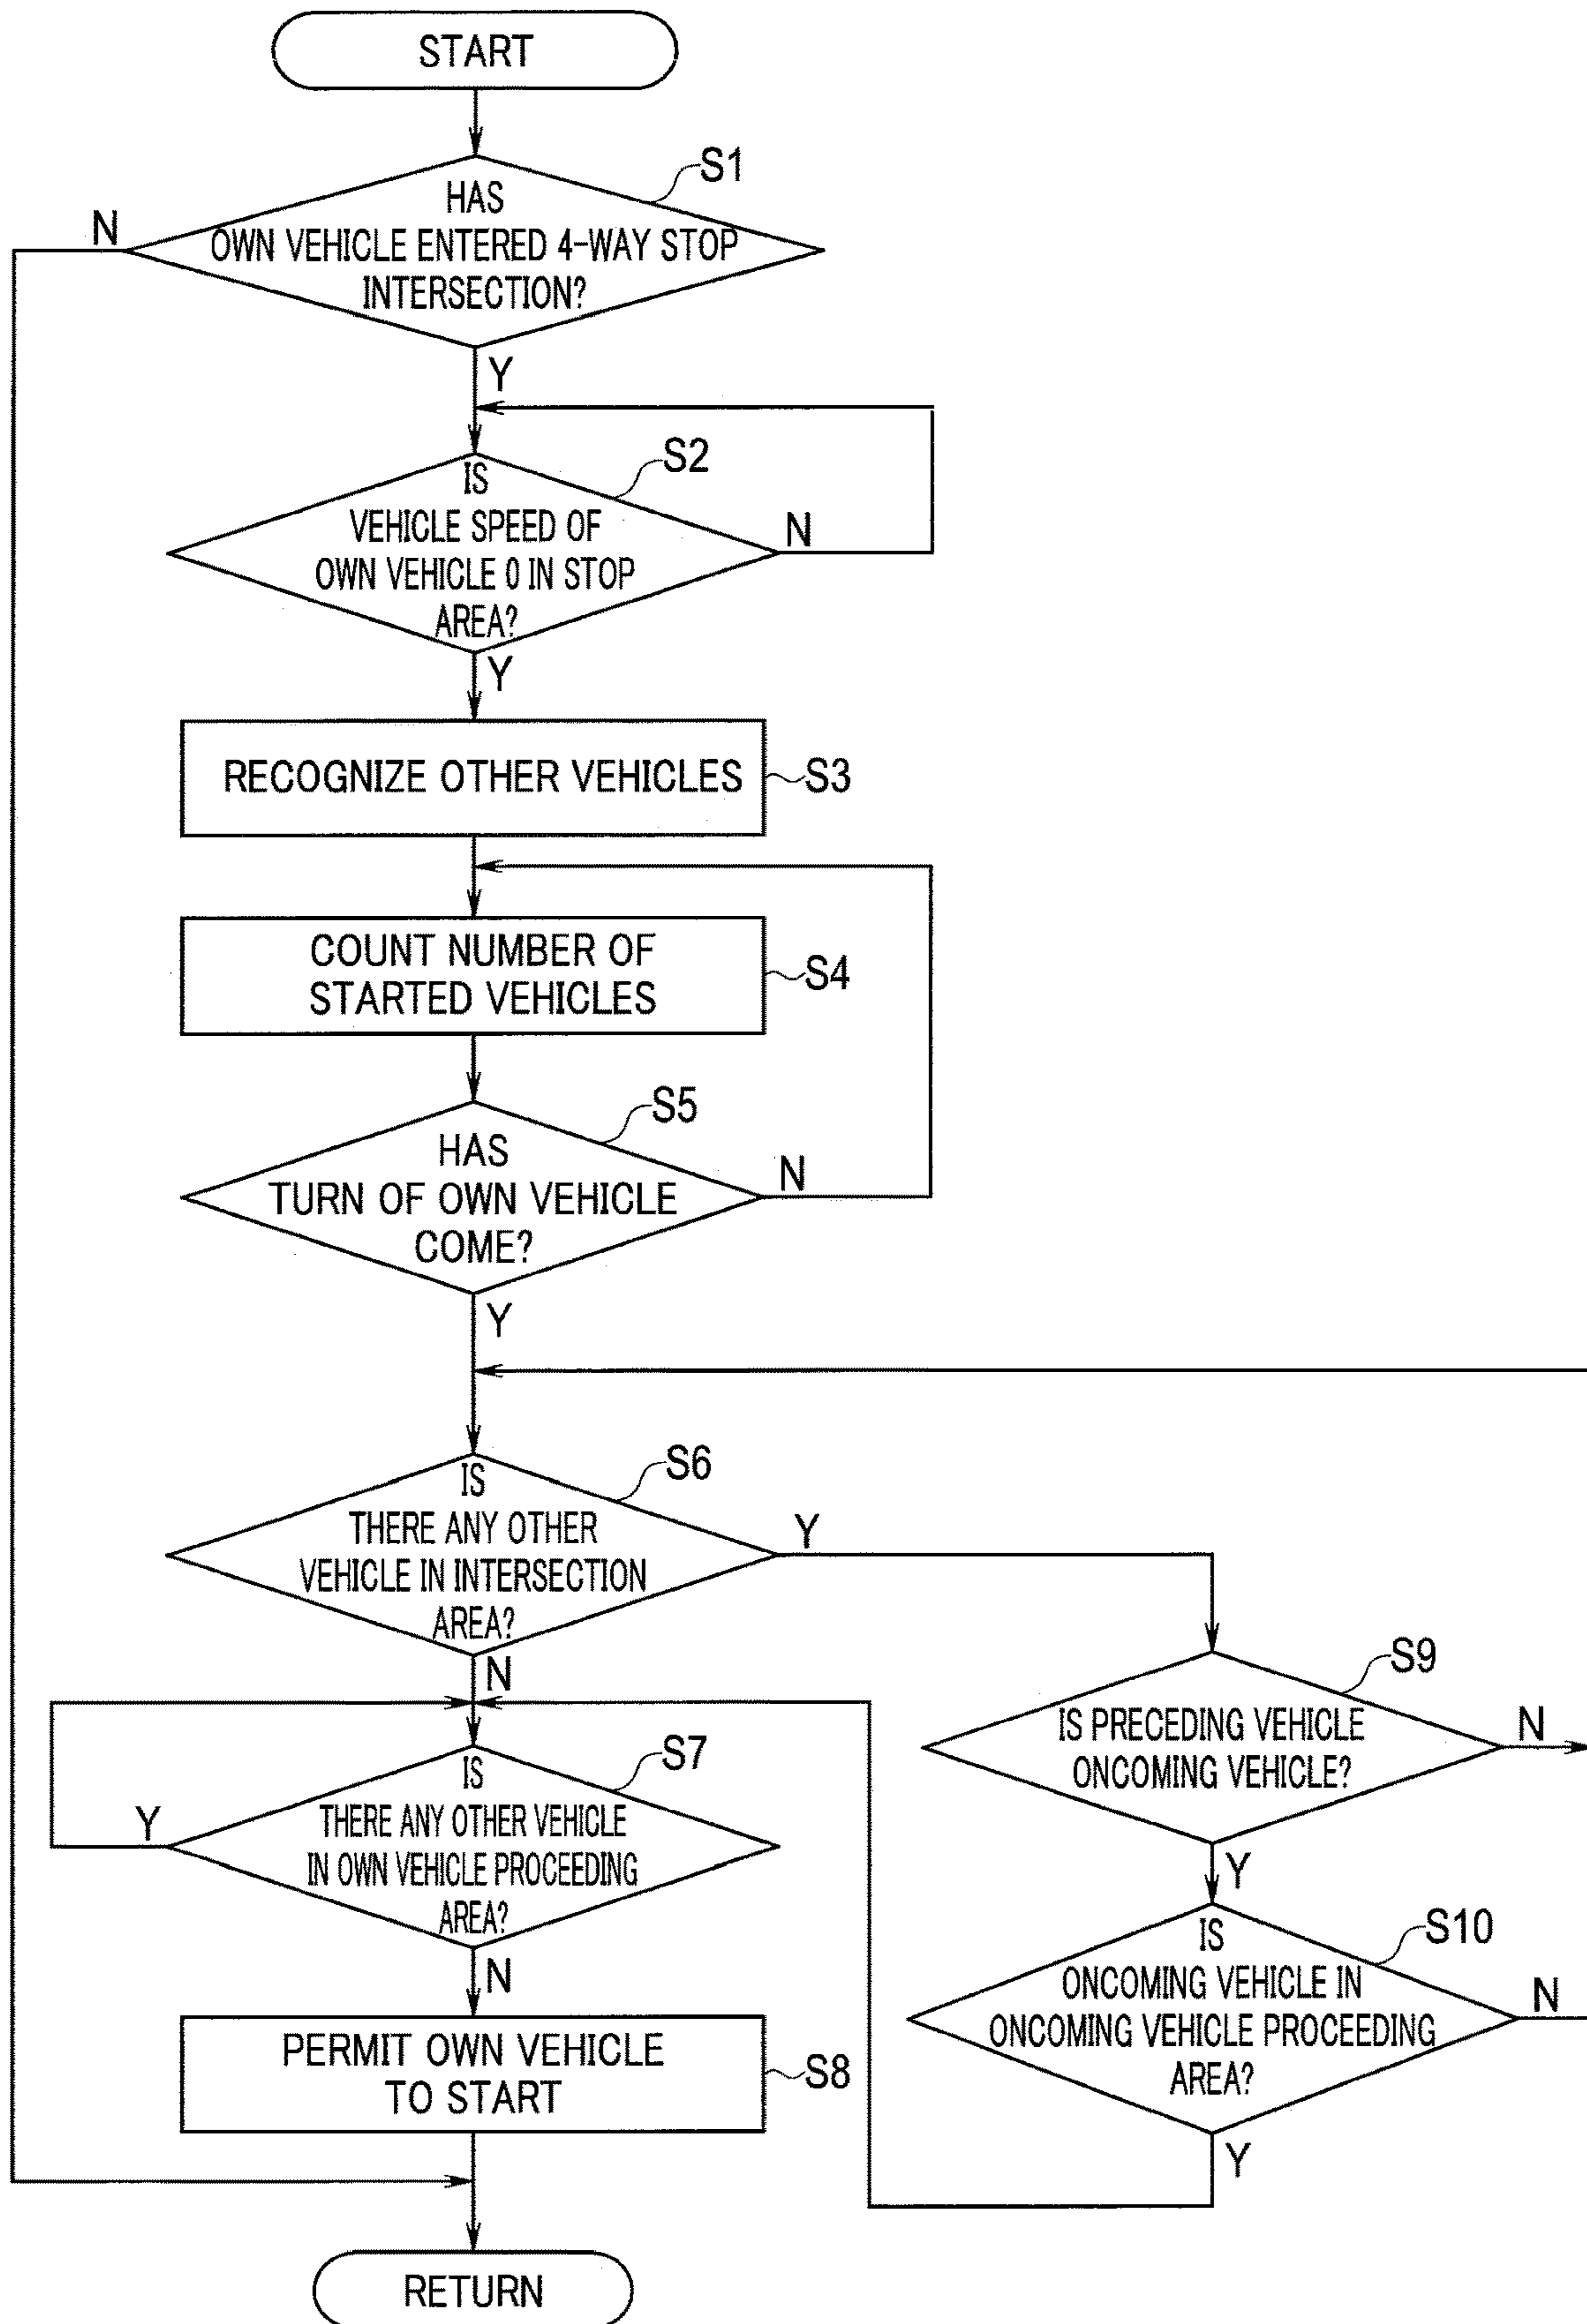 START
S1
HAS
OWN VEHICLE ENTERED 4-WAY STOP
INTERSECTION?
N
Y
S2
IS
VEHICLE SPEED OF
OWN VEHICLE 0 IN STOP
AREA?
N
Y
RECOGNIZE OTHER VEHICLES
S3
COUNT NUMBER OF
STARTED VEHICLES
S4
S5
HAS
TURN OF OWN VEHICLE
COME?
N
Y
S6
IS
THERE ANY OTHER
VEHICLE IN INTERSECTION
AREA?
Y
N
S7
IS
THERE ANY OTHER VEHICLE
IN OWN VEHICLE PROCEEDING
AREA?
Y
N
PERMIT OWN VEHICLE
TO START
S8
S9
IS PRECEDING VEHICLE
ONCOMING VEHICLE?
N
Y
S10
IS
ONCOMING VEHICLE IN
ONCOMING VEHICLE PROCEEDING
AREA?
N
Y
RETURN